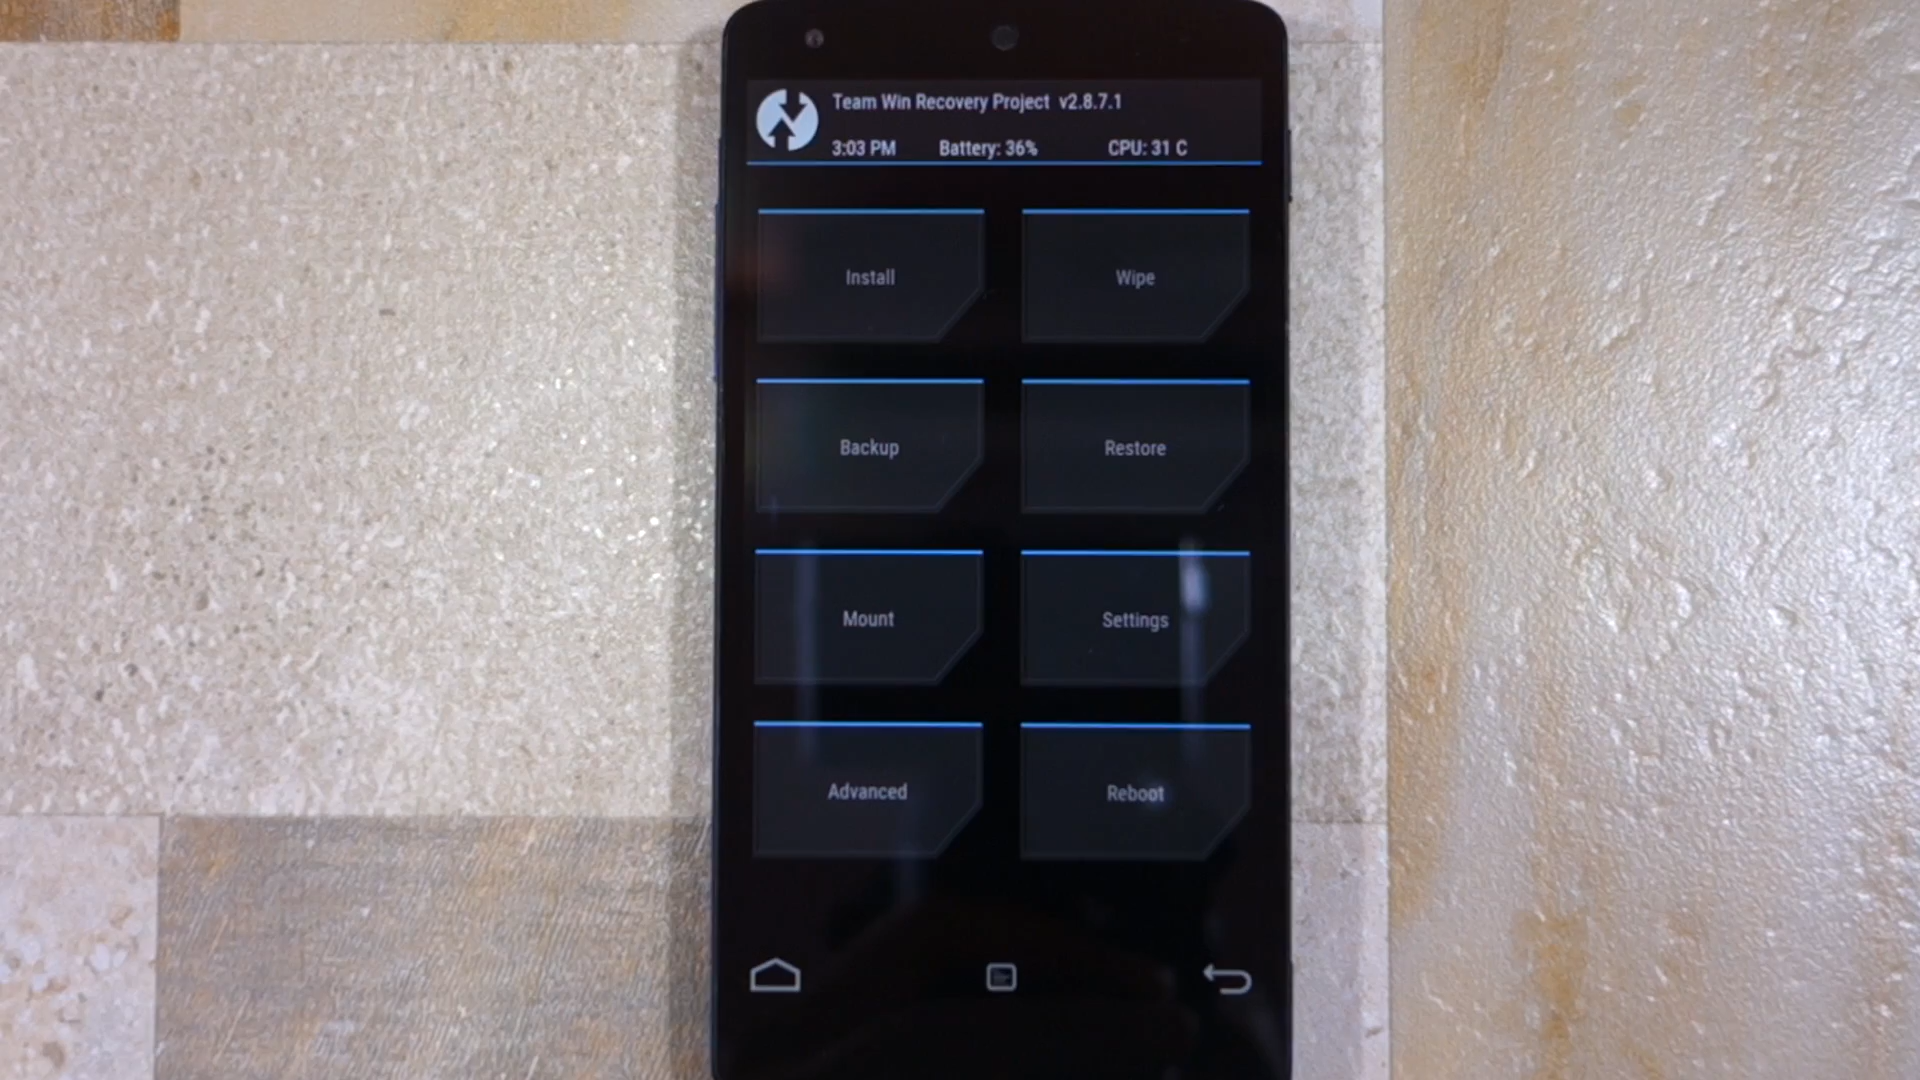 Team Win Recovery Project v2.8.7.1
3:03 PM Battery: 36% CPU: 31 C
Install Wipe
Backup Restore
Mount Settings
Advanced Reboot